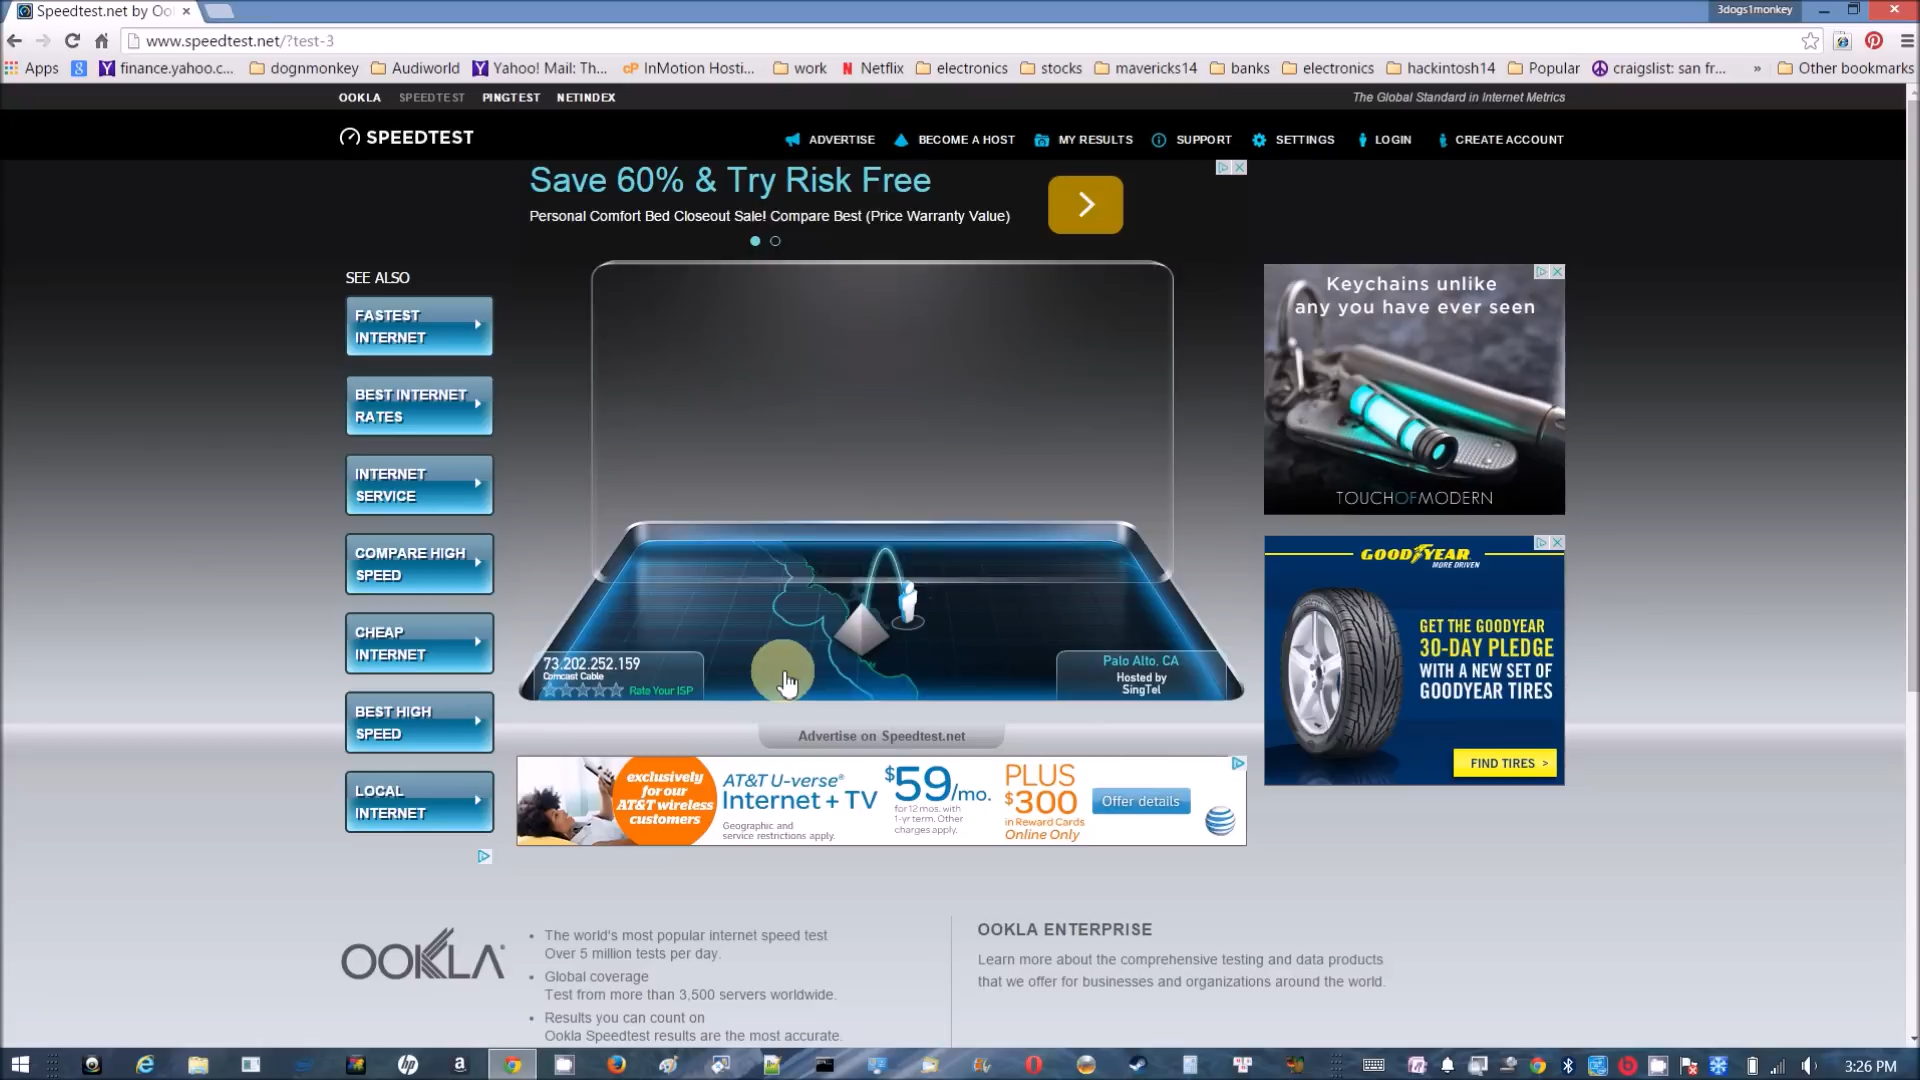 Speedtest.net by Oo
3dogs1monkey
www.speedtest.net/?test-3
Apps
finance.yahoo.c...
dognmonkey
Audiworld
Yahoo! Mail: Th...
InMotion Hosti...
work
Netflix
electronics
stocks
mavericks14
banks
electronics
hackintosh14
Popular
craigslist: san fr...
»
Other bookmarks
OOKLA
SPEEDTEST
PINGTEST
NETINDEX
The Global Standard in Internet Metrics
SPEEDTEST
ADVERTISE
BECOME A HOST
MY RESULTS
SUPPORT
SETTINGS
LOGIN
CREATE ACCOUNT
Save 60% & Try Risk Free
Personal Comfort Bed Closeout Sale! Compare Best (Price Warranty Value)
SEE ALSO
FASTEST
INTERNET
BEST INTERNET
RATES
INTERNET
SERVICE
COMPARE HIGH
SPEED
CHEAP
INTERNET
BEST HIGH
SPEED
LOCAL
INTERNET
73.202.252.159
Comcast Cable
Rate Your ISP
Palo Alto, CA
Hosted by
SingTel
Advertise on Speedtest.net
exclusively
for our
AT&T wireless
customers
AT&T U-verse®
Internet + TV
Geographic and
service restrictions apply.
$59/mo.
for 12 mos. with
1-yr term. Other
charges apply.
PLUS
$300
in Reward Cards
Online Only
Offer details
Keychains unlike
any you have ever seen
TOUCHOFMODERN
GOODYEAR
MORE DRIVEN
GET THE GOODYEAR
30-DAY PLEDGE
WITH A NEW SET OF
GOODYEAR TIRES
FIND TIRES >
OOKLA
The world's most popular internet speed test
Over 5 million tests per day.
Global coverage
Test from more than 3,500 servers worldwide.
Results you can count on
Ookla Speedtest results are the most accurate.
OOKLA ENTERPRISE
Learn more about the comprehensive testing and data products
that we offer for businesses and organizations around the world.
3:26 PM